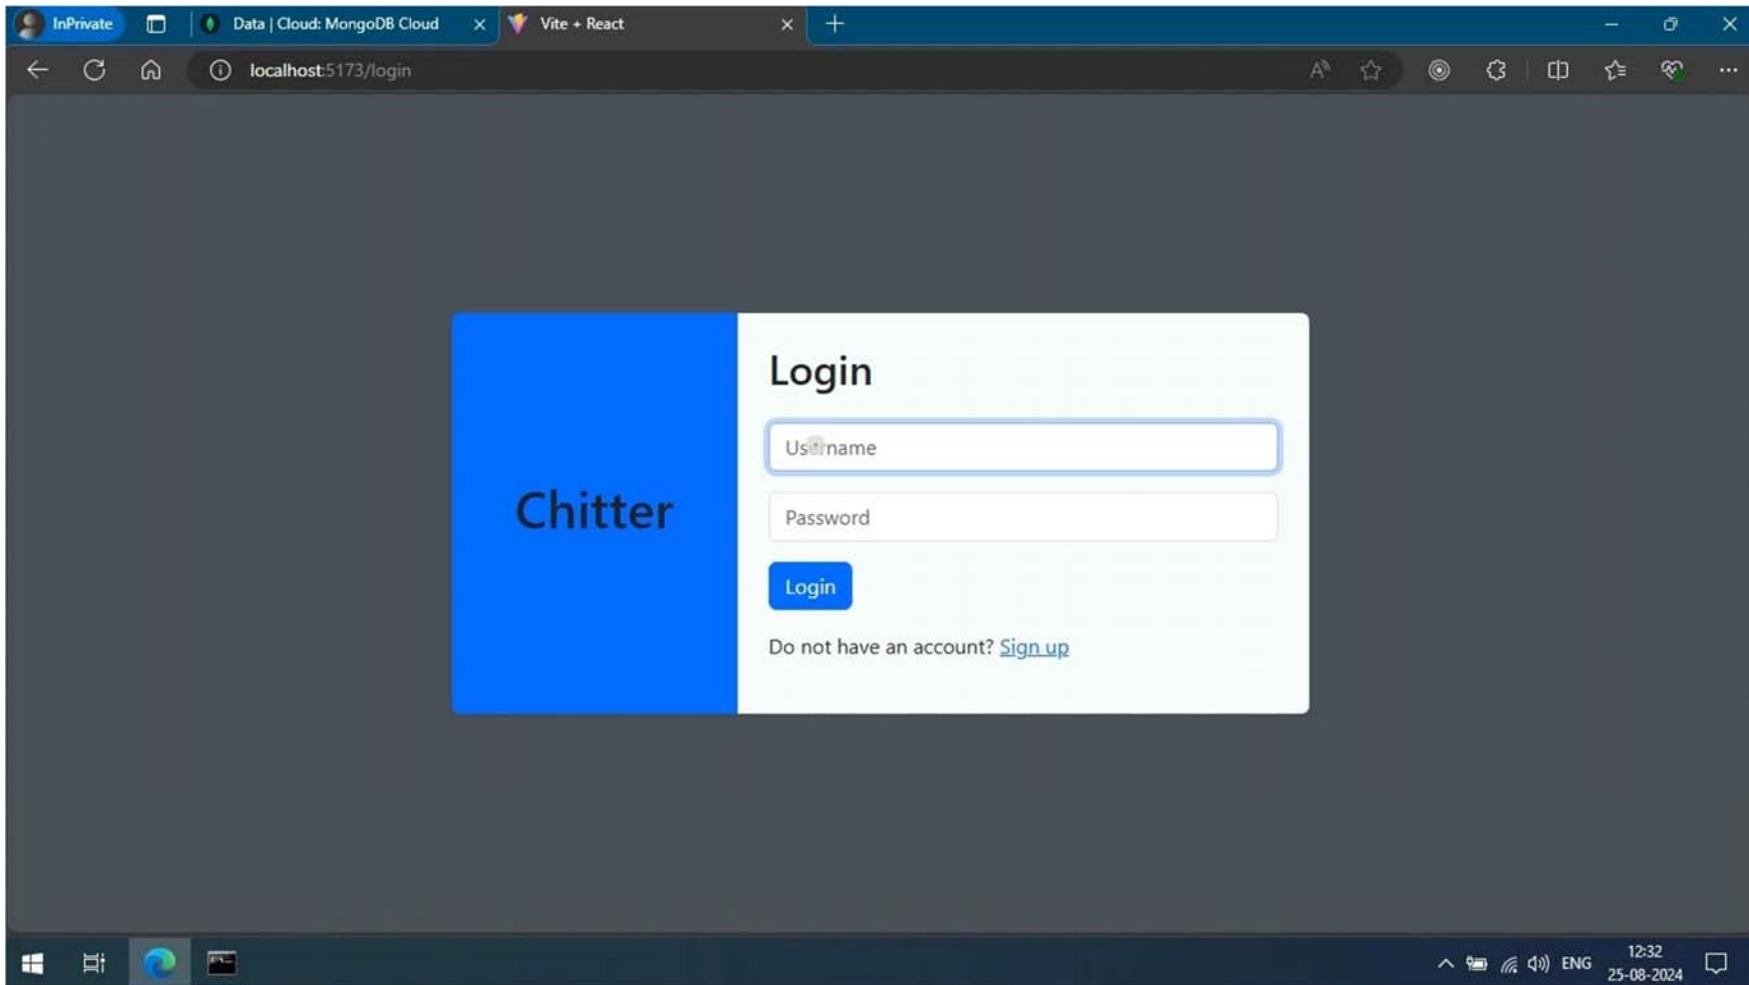 InPrivate
Data | Cloud: MongoDB Cloud
Vite + React
localhost:5173/login
Login
Username
Chitter
Password
Login
Do not have an account? Sign up
ENG
12:32
25-08-2024